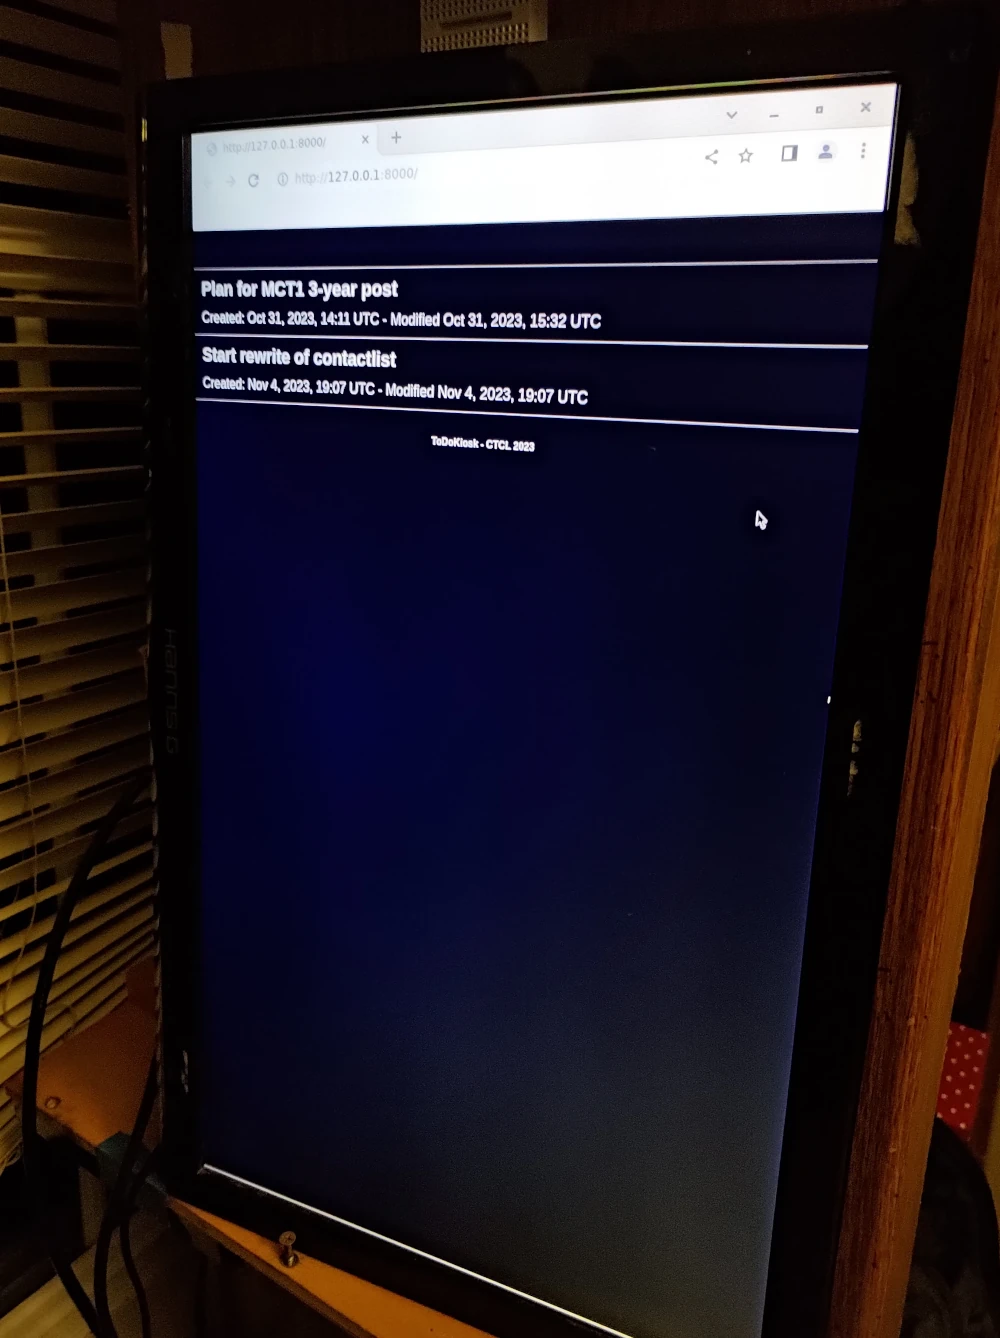 http://127.0.0.1:8000/
http://127.0.0.1:8000/
Plan for MCT1 3-year post
Created: Oct 31, 2023, 14:11 UTC - Modified Oct 31, 2023, 15:32 UTC
Start rewrite of contactlist
Created: Nov 4, 2023, 19:07 UTC - Modified Nov 4, 2023, 19:07 UTC
ToDoKiosk - CTCL 2023
Hanns G